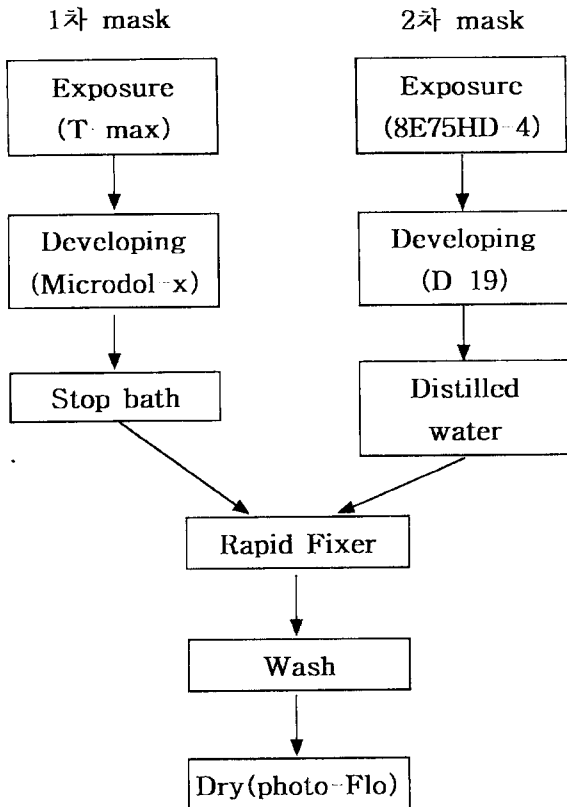 1차 mask
Exposure
(T-max)
Developing
(Microdol-x)
Stop bath
2차 mask
Exposure
(8E75HD-4)
Developing
(D-19)
Distilled
water
Rapid Fixer
Wash
Dry(photo-Flo)